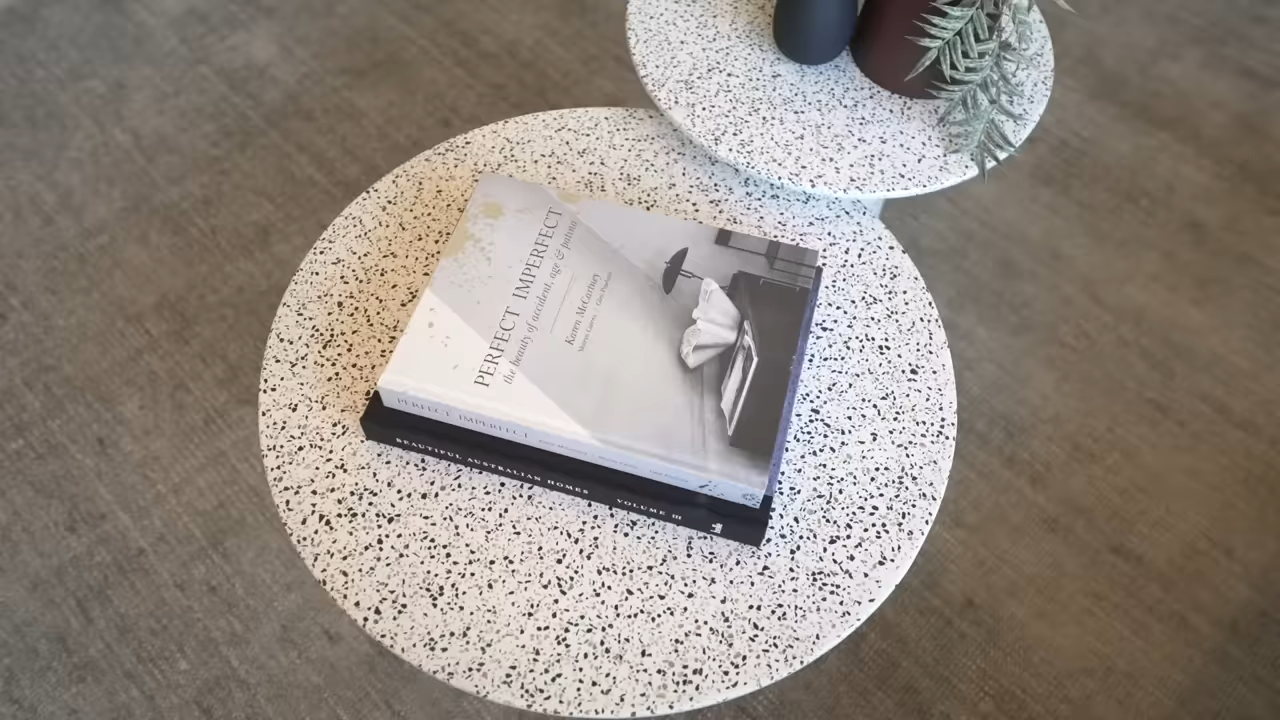 PERFECT IMPERFECT
the beauty of accident, age & patina
Karen McCartney
PERFECT IMPERFECT
BEAUTIFUL AUSTRALIAN HOMES VOLUME III